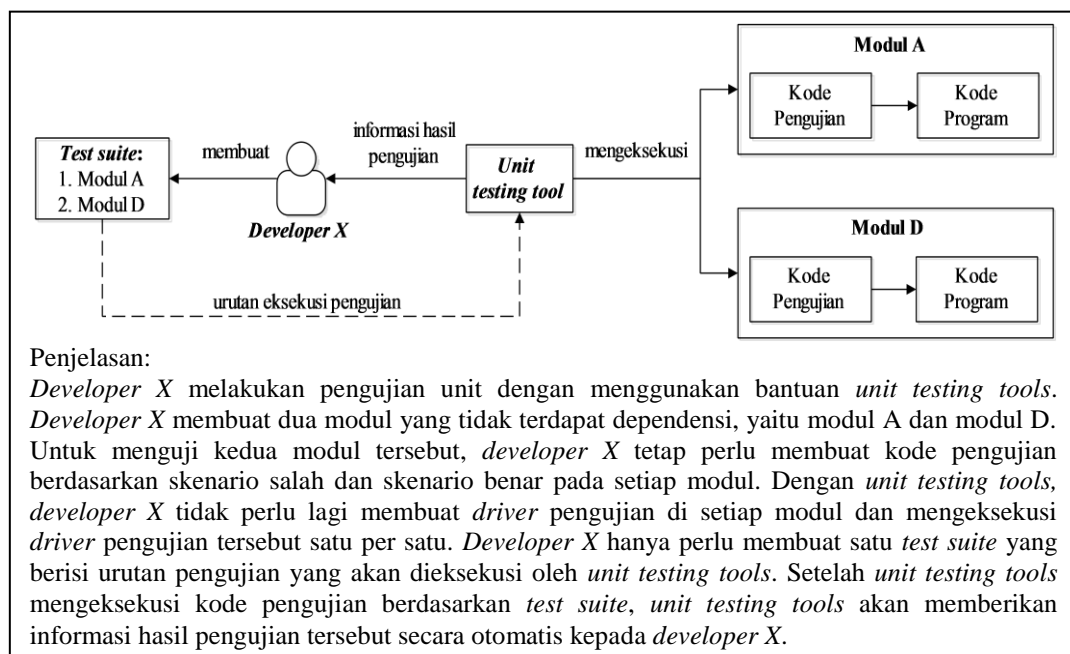 Modul A
Kode
Pengujian
Kode
Program
Test suite:
1. Modul A
2. Modul D
membuat
Developer X
informasi hasil
pengujian
Unit
testing tool
mengeksekusi
Modul D
Kode
Pengujian
Kode
Program
urutan eksekusi pengujian
Penjelasan:
Developer X melakukan pengujian unit dengan menggunakan bantuan unit testing tools.
Developer X membuat dua modul yang tidak terdapat dependensi, yaitu modul A dan modul D.
Untuk menguji kedua modul tersebut, developer X tetap perlu membuat kode pengujian
berdasarkan skenario salah dan skenario benar pada setiap modul. Dengan unit testing tools,
developer X tidak perlu lagi membuat driver pengujian di setiap modul dan mengeksekusi
driver pengujian tersebut satu per satu. Developer X hanya perlu membuat satu test suite yang
berisi urutan pengujian yang akan dieksekusi oleh unit testing tools. Setelah unit testing tools
mengeksekusi kode pengujian berdasarkan test suite, unit testing tools akan memberikan
informasi hasil pengujian tersebut secara otomatis kepada developer X.